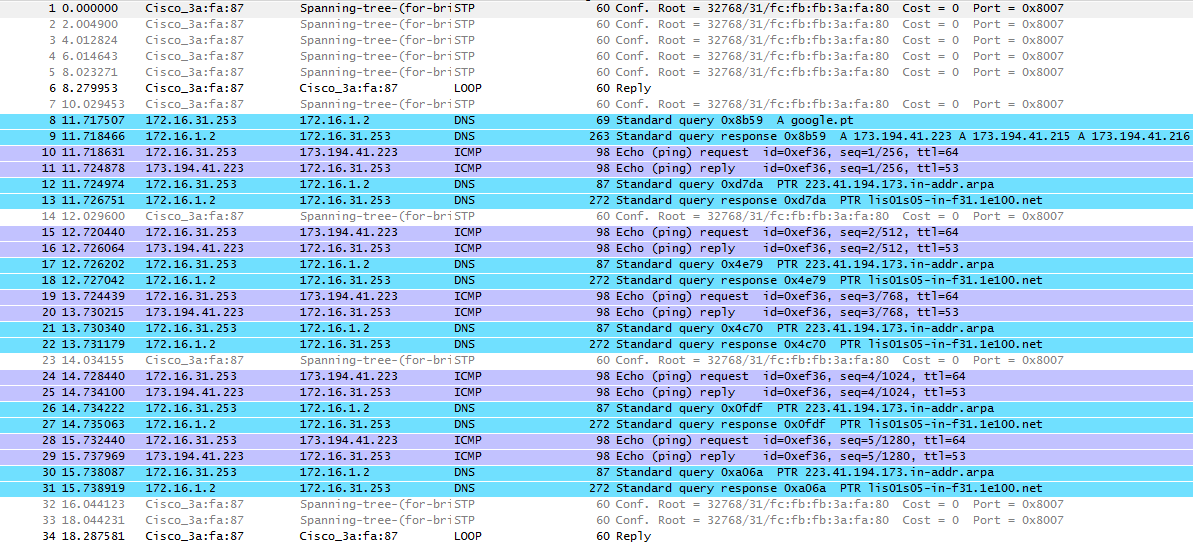 1 0.000000 Cisco_3a:fa:87 Spanning-tree-(for-bri STP 60 Conf. Root = 32768/31/fc:fb:fb:3a:fa:80 Cost = 0 Port = 0x8007
2 2.004900 Cisco_3a:fa:87 Spanning-tree-(for-bri STP 60 Conf. Root = 32768/31/fc:fb:fb:3a:fa:80 Cost = 0 Port = 0x8007
3 4.012824 Cisco_3a:fa:87 Spanning-tree-(for-bri STP 60 Conf. Root = 32768/31/fc:fb:fb:3a:fa:80 Cost = 0 Port = 0x8007
4 6.014643 Cisco_3a:fa:87 Spanning-tree-(for-bri STP 60 Conf. Root = 32768/31/fc:fb:fb:3a:fa:80 Cost = 0 Port = 0x8007
5 8.023271 Cisco_3a:fa:87 Spanning-tree-(for-bri STP 60 Conf. Root = 32768/31/fc:fb:fb:3a:fa:80 Cost = 0 Port = 0x8007
6 8.279953 Cisco_3a:fa:87 Cisco_3a:fa:87 LOOP 60 Reply
7 10.029453 Cisco_3a:fa:87 Spanning-tree-(for-bri STP 60 Conf. Root = 32768/31/fc:fb:fb:3a:fa:80 Cost = 0 Port = 0x8007
8 11.717507 172.16.31.253 172.16.1.2 DNS 69 Standard query 0x8b59 A google.pt
9 11.718466 172.16.1.2 172.16.31.253 DNS 263 Standard query response 0x8b59 A 173.194.41.223 A 173.194.41.215 A 173.194.41.216
10 11.718631 172.16.31.253 173.194.41.223 ICMP 98 Echo (ping) request id=0xef36, seq=1/256, ttl=64
11 11.724878 173.194.41.223 172.16.31.253 ICMP 98 Echo (ping) reply id=0xef36, seq=1/256, ttl=53
12 11.724974 172.16.31.253 172.16.1.2 DNS 87 Standard query 0xd7da PTR 223.41.194.173.in-addr.arpa
13 11.726751 172.16.1.2 172.16.31.253 DNS 272 Standard query response 0xd7da PTR lis01s05-in-f31.1e100.net
14 12.029600 Cisco_3a:fa:87 Spanning-tree-(for-bri STP 60 Conf. Root = 32768/31/fc:fb:fb:3a:fa:80 Cost = 0 Port = 0x8007
15 12.720440 172.16.31.253 173.194.41.223 ICMP 98 Echo (ping) request id=0xef36, seq=2/512, ttl=64
16 12.726064 173.194.41.223 172.16.31.253 ICMP 98 Echo (ping) reply id=0xef36, seq=2/512, ttl=53
17 12.726202 172.16.31.253 172.16.1.2 DNS 87 Standard query 0x4e79 PTR 223.41.194.173.in-addr.arpa
18 12.727042 172.16.1.2 172.16.31.253 DNS 272 Standard query response 0x4e79 PTR lis01s05-in-f31.1e100.net
19 13.724439 172.16.31.253 173.194.41.223 ICMP 98 Echo (ping) request id=0xef36, seq=3/768, ttl=64
20 13.730215 173.194.41.223 172.16.31.253 ICMP 98 Echo (ping) reply id=0xef36, seq=3/768, ttl=53
21 13.730340 172.16.31.253 172.16.1.2 DNS 87 Standard query 0x4c70 PTR 223.41.194.173.in-addr.arpa
22 13.731179 172.16.1.2 172.16.31.253 DNS 272 Standard query response 0x4c70 PTR lis01s05-in-f31.1e100.net
23 14.034155 Cisco_3a:fa:87 Spanning-tree-(for-bri STP 60 Conf. Root = 32768/31/fc:fb:fb:3a:fa:80 Cost = 0 Port = 0x8007
24 14.728440 172.16.31.253 173.194.41.223 ICMP 98 Echo (ping) request id=0xef36, seq=4/1024, ttl=64
25 14.734100 173.194.41.223 172.16.31.253 ICMP 98 Echo (ping) reply id=0xef36, seq=4/1024, ttl=53
26 14.734222 172.16.31.253 172.16.1.2 DNS 87 Standard query 0x0fdf PTR 223.41.194.173.in-addr.arpa
27 14.735063 172.16.1.2 172.16.31.253 DNS 272 Standard query response 0x0fdf PTR lis01s05-in-f31.1e100.net
28 15.732440 172.16.31.253 173.194.41.223 ICMP 98 Echo (ping) request id=0xef36, seq=5/1280, ttl=64
29 15.737969 173.194.41.223 172.16.31.253 ICMP 98 Echo (ping) reply id=0xef36, seq=5/1280, ttl=53
30 15.738087 172.16.31.253 172.16.1.2 DNS 87 Standard query 0xa06a PTR 223.41.194.173.in-addr.arpa
31 15.738919 172.16.1.2 172.16.31.253 DNS 272 Standard query response 0xa06a PTR lis01s05-in-f31.1e100.net
32 16.044123 Cisco_3a:fa:87 Spanning-tree-(for-bri STP 60 Conf. Root = 32768/31/fc:fb:fb:3a:fa:80 Cost = 0 Port = 0x8007
33 18.044231 Cisco_3a:fa:87 Spanning-tree-(for-bri STP 60 Conf. Root = 32768/31/fc:fb:fb:3a:fa:80 Cost = 0 Port = 0x8007
34 18.287581 Cisco_3a:fa:87 Cisco_3a:fa:87 LOOP 60 Reply